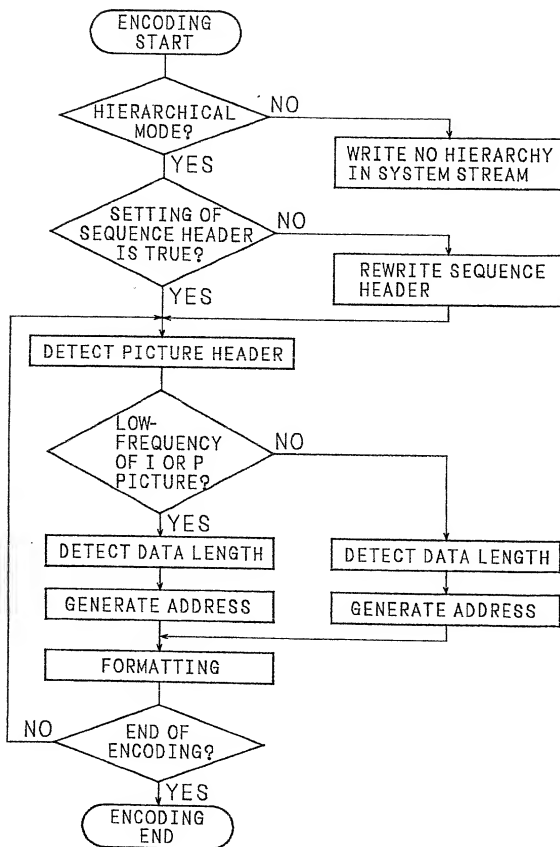 ENCODING
START
HIERARCHICAL
MODE?
NO
WRITE NO HIERARCHY
IN SYSTEM STREAM
YES
SETTING OF
SEQUENCE HEADER
IS TRUE?
NO
REWRITE SEQUENCE
HEADER
YES
DETECT PICTURE HEADER
LOW-
FREQUENCY
OF I OR P
PICTURE?
NO
YES
DETECT DATA LENGTH
DETECT DATA LENGTH
GENERATE ADDRESS
GENERATE ADDRESS
FORMATTING
NO
END OF
ENCODING?
YES
ENCODING
END